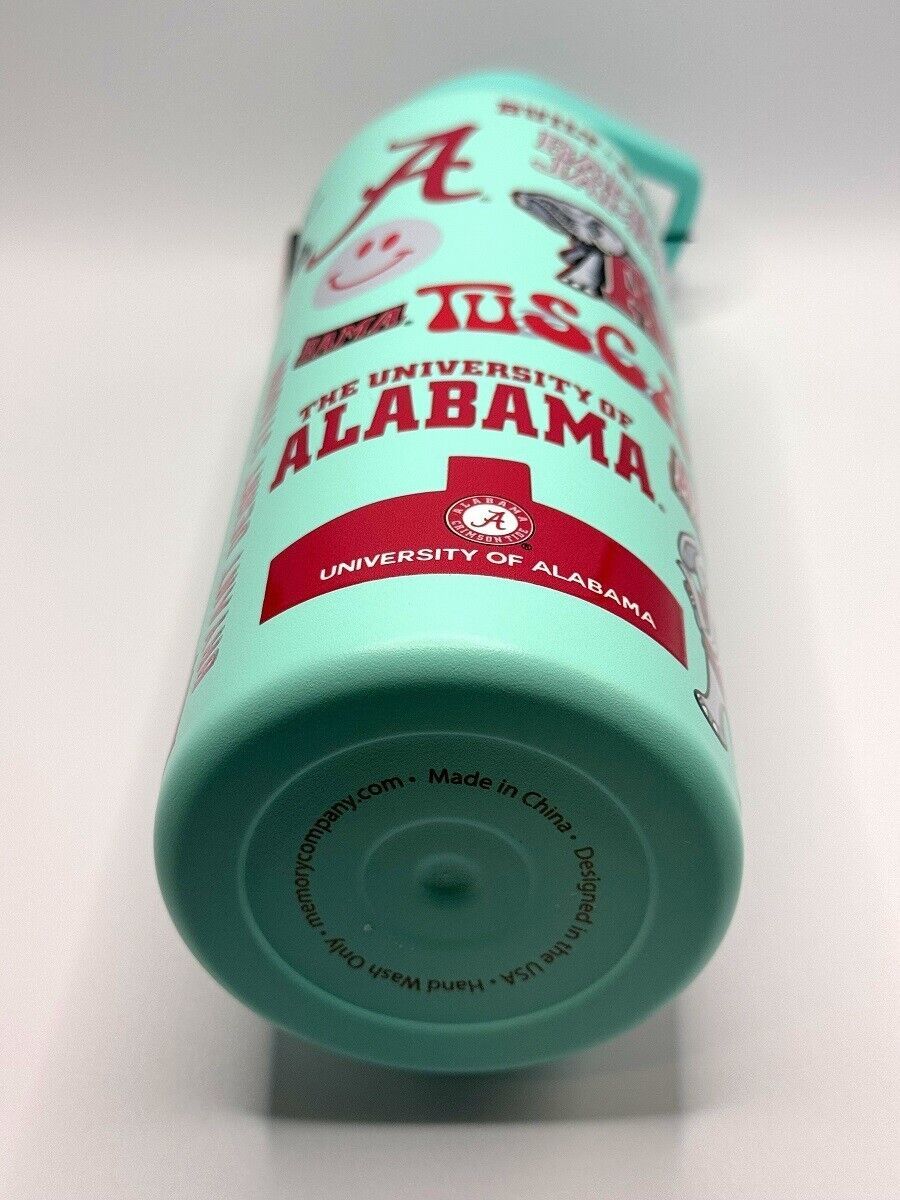 A
BAMA
TUSC
THE UNIVERSITY OF
ALABAMA
ALABAMA
A
CRIMSON TIDE
®
UNIVERSITY OF ALABAMA
Made in China • Designed in the USA • Hand Wash Only • memorycompany.com •